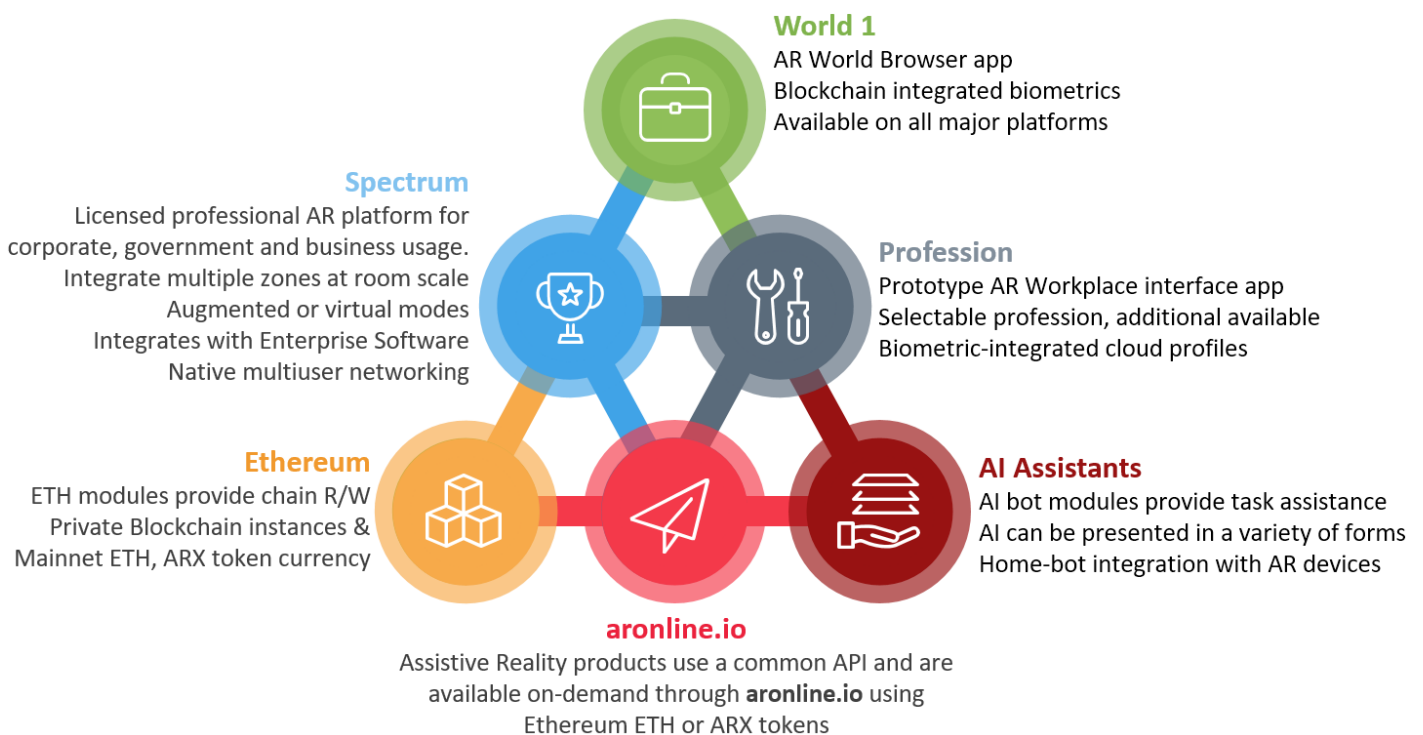 World 1
AR World Browser app
Blockchain integrated biometrics
Available on all major platforms
Spectrum
Licensed professional AR platform for
corporate, government and business usage.
Integrate multiple zones at room scale
Augmented or virtual modes
Integrates with Enterprise Software
Native multiuser networking
Profession
Prototype AR Workplace interface app
Selectable profession, additional available
Biometric-integrated cloud profiles
Ethereum
ETH modules provide chain R/W
Private Blockchain instances &
Mainnet ETH, ARX token currency
AI Assistants
AI bot modules provide task assistance
AI can be presented in a variety of forms
Home-bot integration with AR devices
aronline.io
Assistive Reality products use a common API and are
available on-demand through aronline.io using
Ethereum ETH or ARX tokens